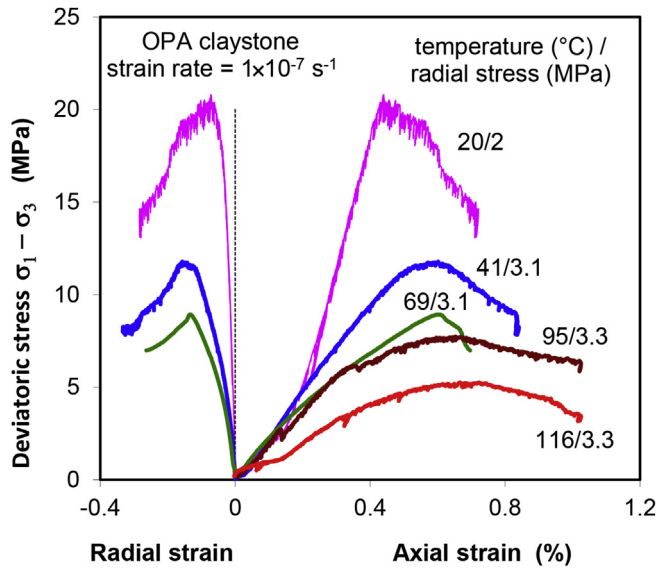 25
20
15
10
5
0
Deviatoric stress σ₁ − σ₃ (MPa)
OPA claystone
strain rate = 1×10⁻⁷ s⁻¹
temperature (°C) /
radial stress (MPa)
20/2
41/3.1
69/3.1
95/3.3
116/3.3
-0.4
0
0.4
0.8
1.2
Radial strain
Axial strain (%)